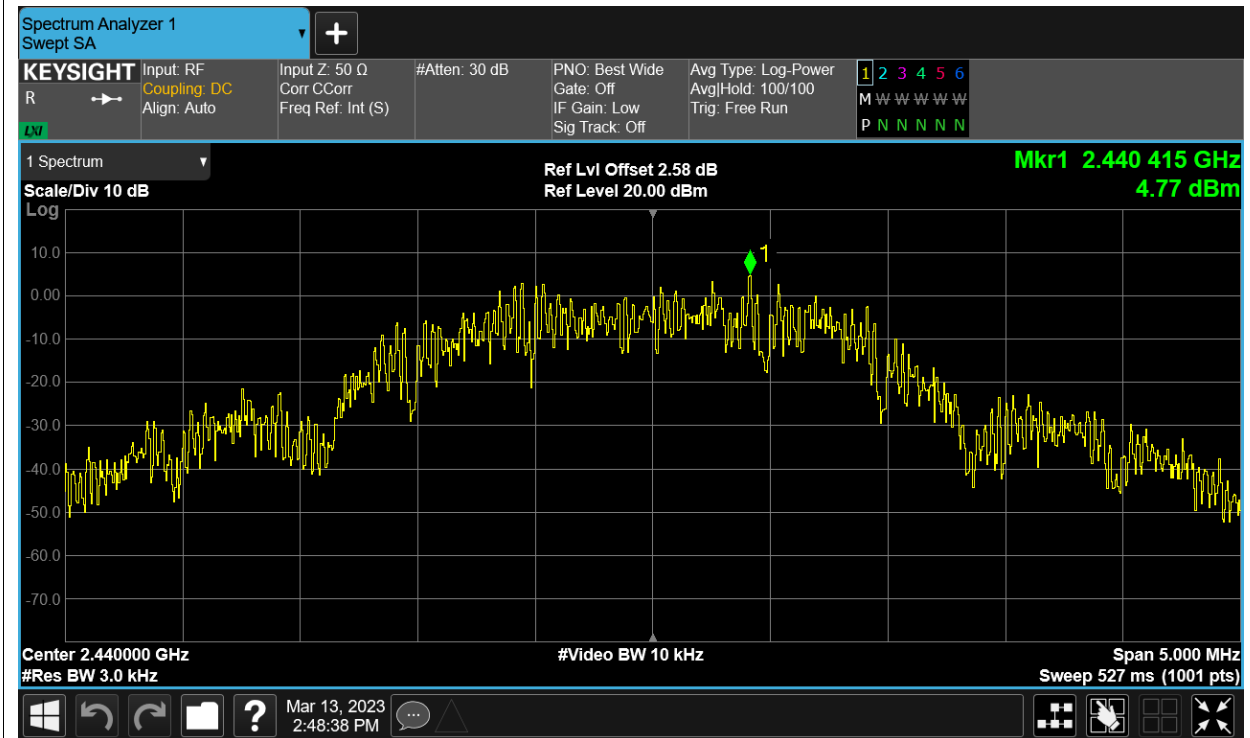 Spectrum Analyzer 1
Swept SA
KEYSIGHT
R
LXI
Input: RF
Coupling: DC
Align: Auto
Input Z: 50 Ω
Corr CCorr
Freq Ref: Int (S)
#Atten: 30 dB
PNO: Best Wide
Gate: Off
IF Gain: Low
Sig Track: Off
Avg Type: Log-Power
Avg|Hold: 100/100
Trig: Free Run
1 2 3 4 5 6
M W W W W W
P N N N N N
1 Spectrum
Scale/Div 10 dB
Ref Lvl Offset 2.58 dB
Ref Level 20.00 dBm
Mkr1 2.440 415 GHz
4.77 dBm
Log
10.0
0.00
-10.0
-20.0
-30.0
-40.0
-50.0
-60.0
-70.0
1
Center 2.440000 GHz
#Res BW 3.0 kHz
#Video BW 10 kHz
Span 5.000 MHz
Sweep 527 ms (1001 pts)
?
Mar 13, 2023
2:48:38 PM